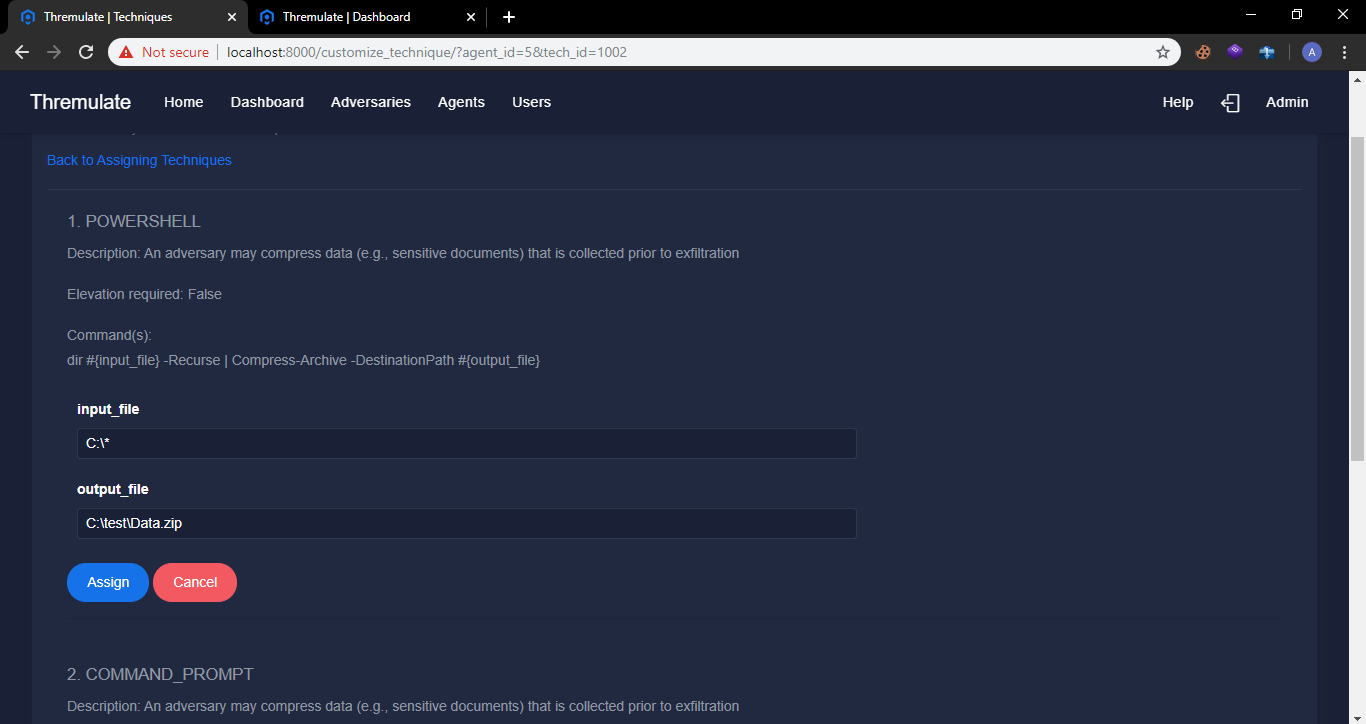 Thremulate | Techniques
Thremulate | Dashboard
Not secure | localhost:8000/customize_technique/?agent_id=5&tech_id=1002
A
Thremulate Home Dashboard Adversaries Agents Users Help Admin
Back to Assigning Techniques
1. POWERSHELL
Description: An adversary may compress data (e.g., sensitive documents) that is collected prior to exfiltration
Elevation required: False
Command(s):
dir #{input_file} -Recurse | Compress-Archive -DestinationPath #{output_file}
input_file
C:\*
output_file
C:\test\Data.zip
Assign Cancel
2. COMMAND_PROMPT
Description: An adversary may compress data (e.g., sensitive documents) that is collected prior to exfiltration